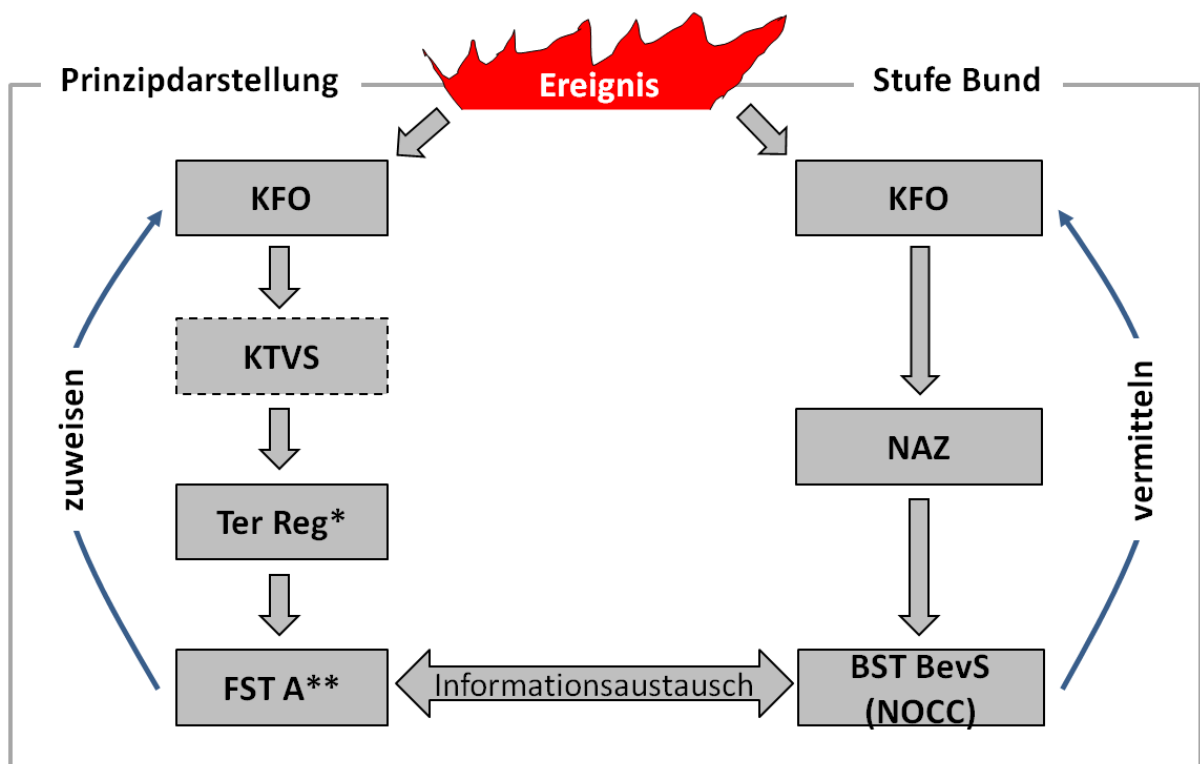 Prinzipdarstellung
Ereignis
Stufe Bund
KFO
KTVS
Ter Reg*
FST A**
zuweisen
Informationsaustausch
KFO
NAZ
BST BevS
(NOCC)
vermitteln